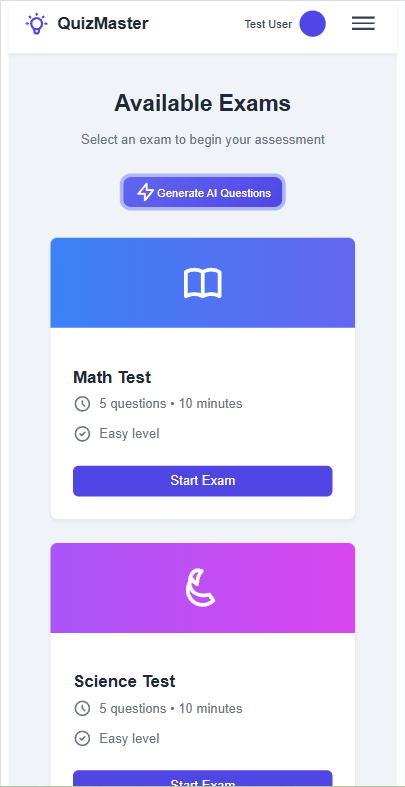 QuizMaster
Test User
Available Exams
Select an exam to begin your assessment
Generate AI Questions
Math Test
5 questions • 10 minutes
Easy level
Start Exam
Science Test
5 questions • 10 minutes
Easy level
Start Exam